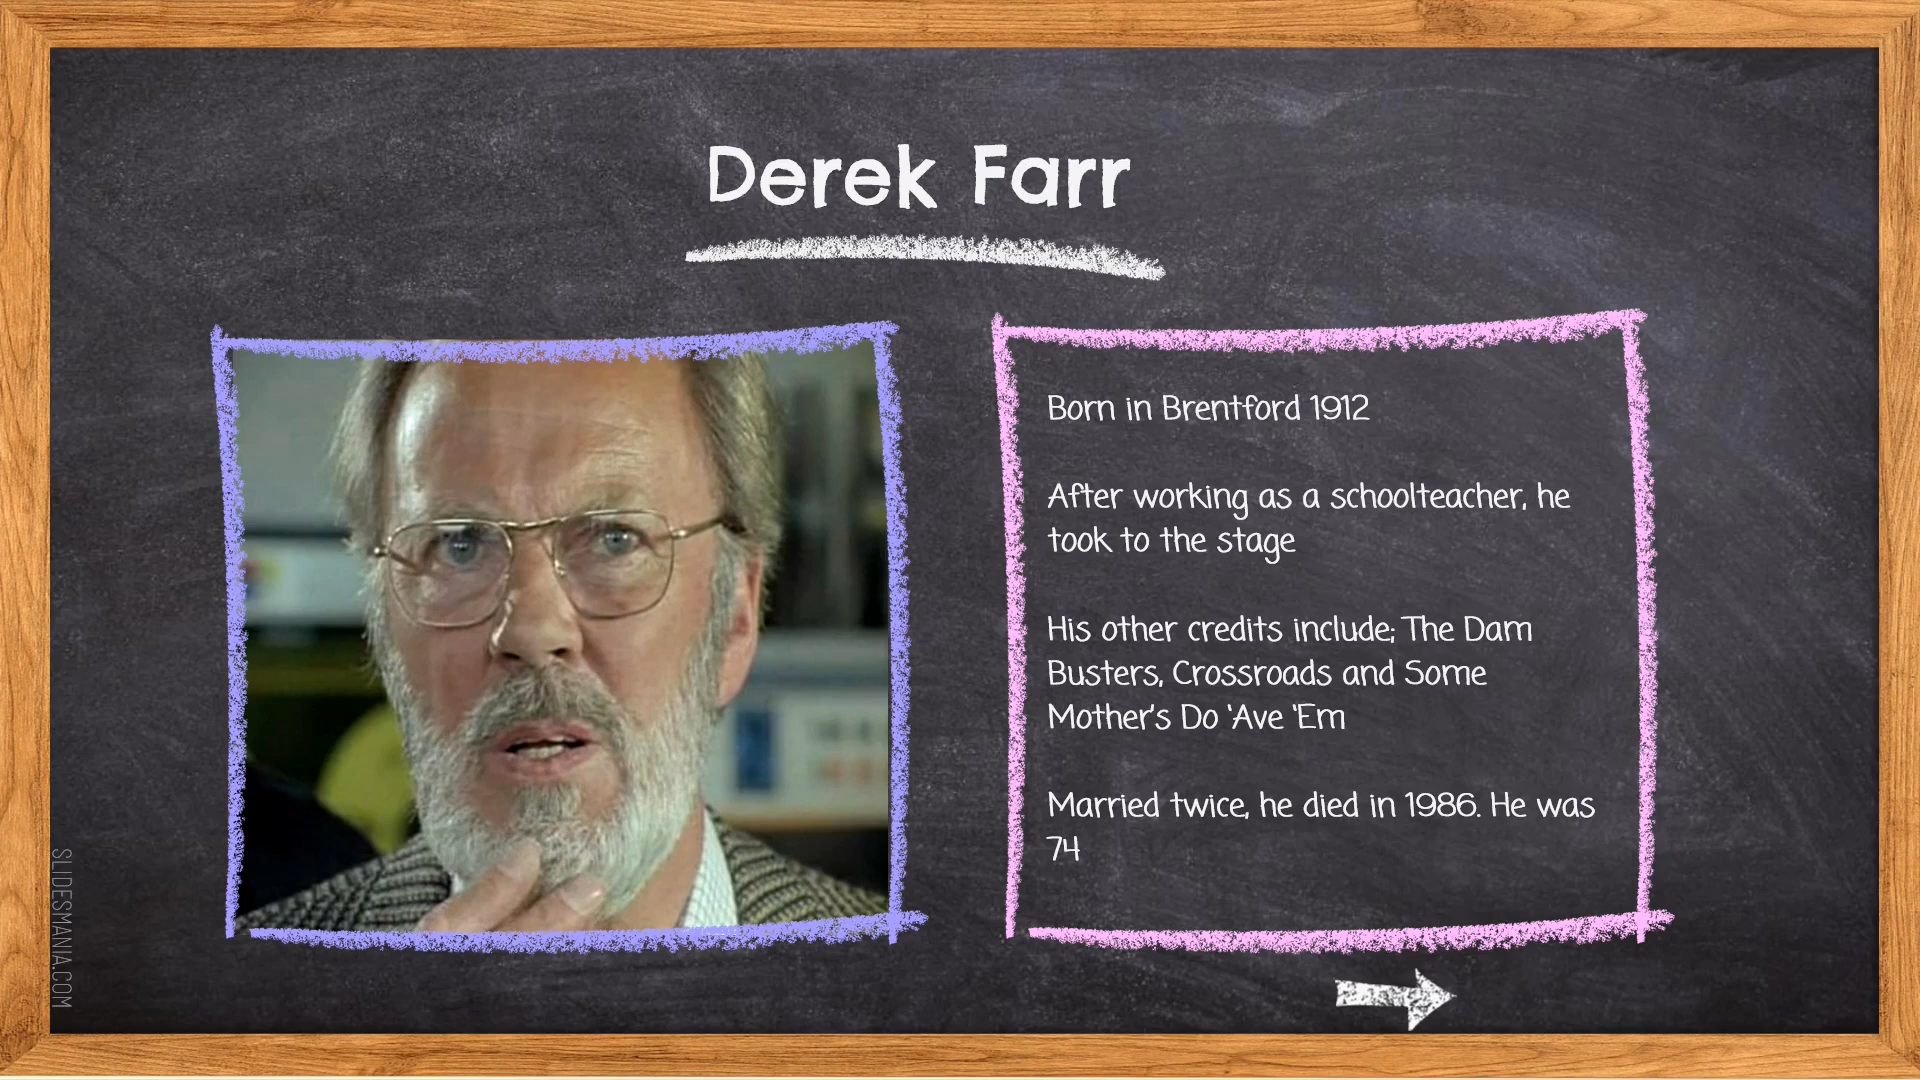 Derek Farr
Born in Brentford 1912
After working as a schoolteacher, he
took to the stage
His other credits include; The Dam
Busters, Crossroads and Some
Mother's Do 'Ave 'Em
Married twice, he died in 1986. He was
74
SLIDESMANIA.COM